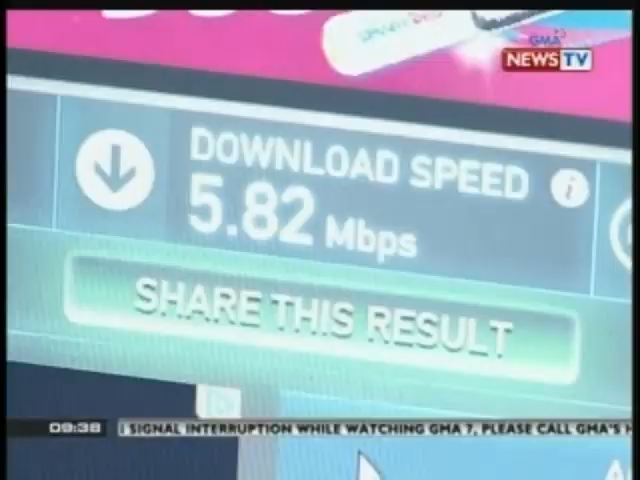 GMA
NEWS TV
DOWNLOAD SPEED
5.82 Mbps
SHARE THIS RESULT
09:38
SIGNAL INTERRUPTION WHILE WATCHING GMA 7, PLEASE CALL GMA'S H